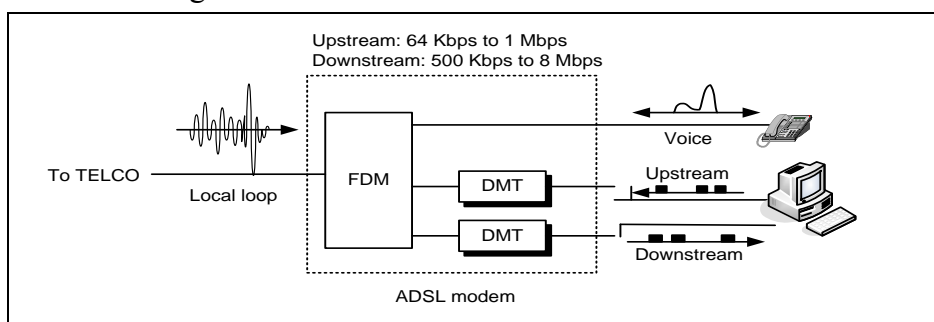 Upstream: 64 Kbps to 1 Mbps
Downstream: 500 Kbps to 8 Mbps
Voice
To TELCO
Local loop
FDM
DMT
Upstream
DMT
Downstream
ADSL modem